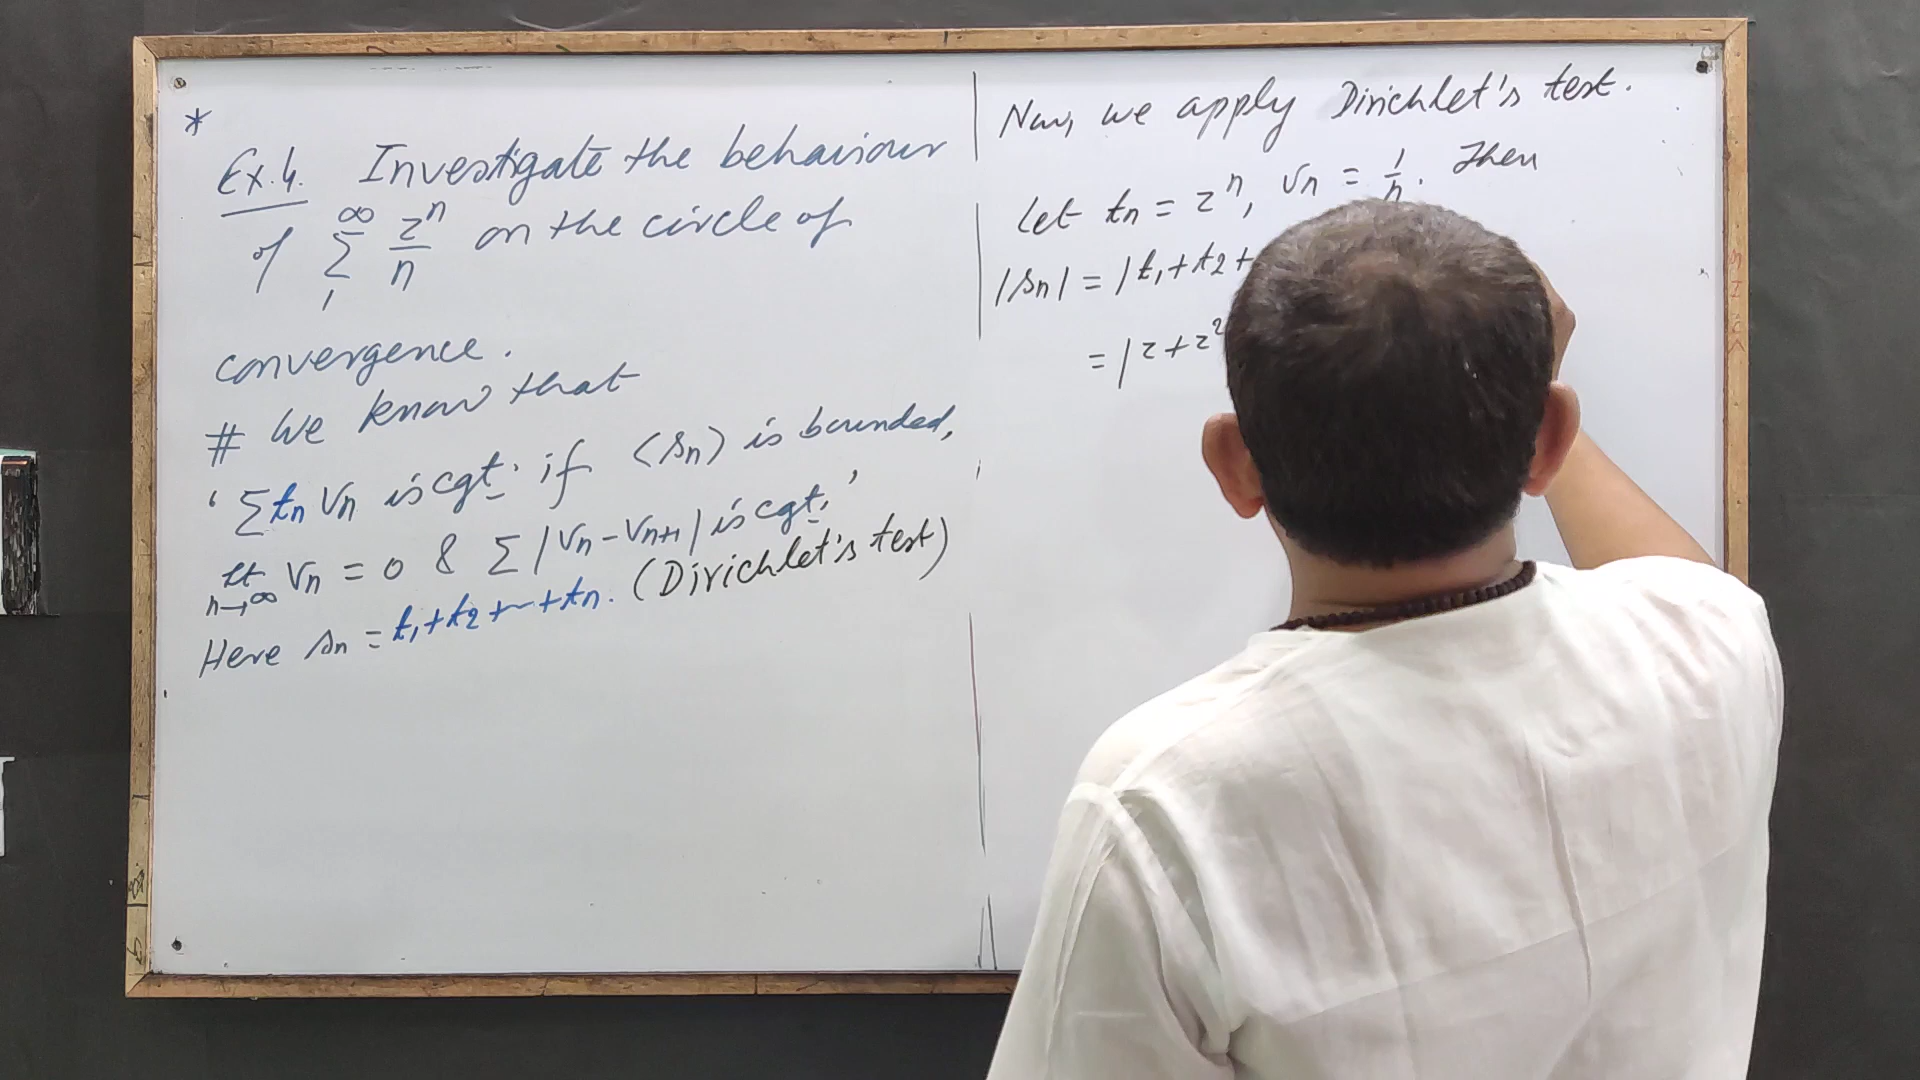 *
Ex.4. Investigate the behaviour
of ∞ Σ 1 zⁿ/n on the circle of
convergence.
# We know that
' Σtn Vn is cgt. if ⟨sn⟩ is bounded,
lt n→∞ Vn = 0 & Σ |Vn-Vn+1| is cgt.'
Here sn = t1+t2+---+tn. (Dirichlet's test)
Now, we apply Dirichlet's test.
Let tn = zⁿ, Vn = 1/n. Then
|sn| = |t1+t2+
= |z+z²